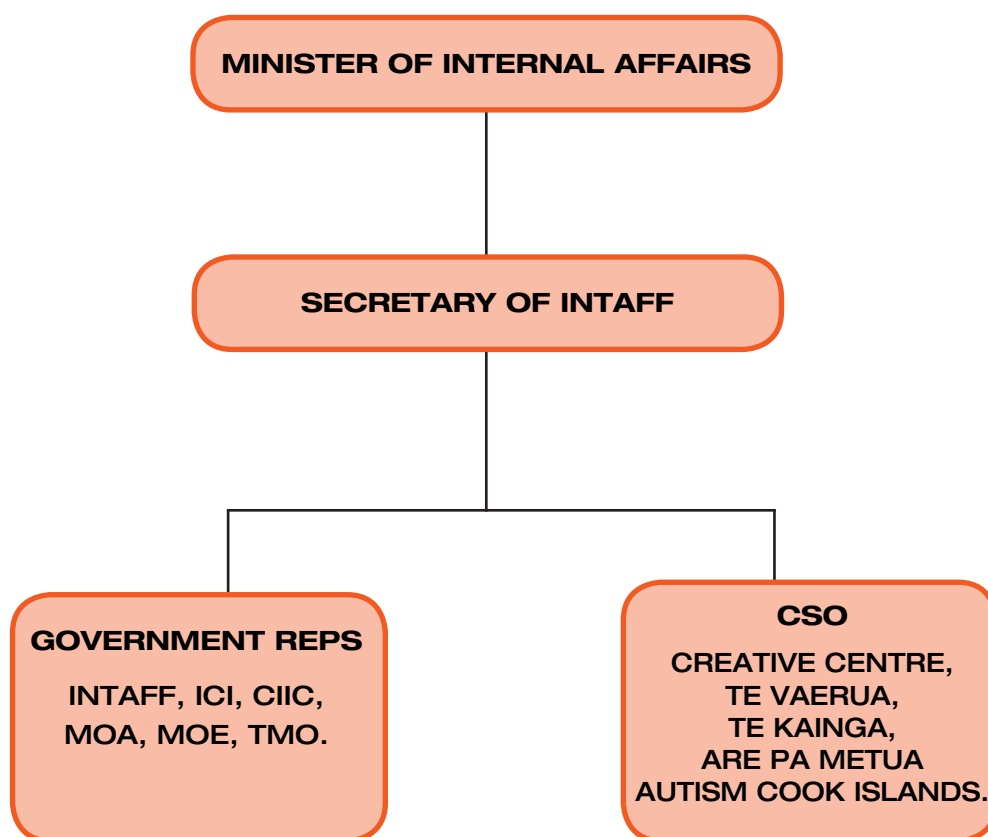 MINISTER OF INTERNAL AFFAIRS
SECRETARY OF INTAFF
GOVERNMENT REPS
INTAFF, ICI, CIIC,
MOA, MOE, TMO.
CSO
CREATIVE CENTRE,
TE VAERUA,
TE KAINGA,
ARE PA METUA
AUTISM COOK ISLANDS.